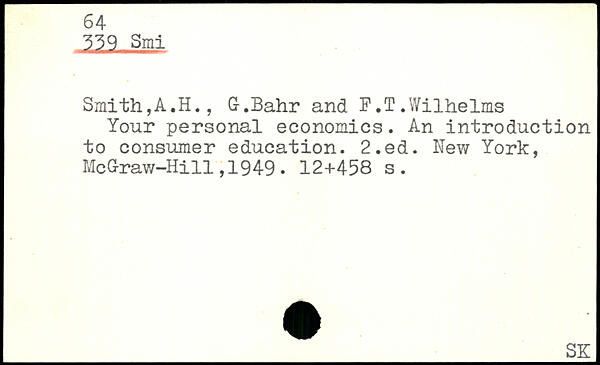 64
339 Smi
Smith,A.H., G.Bahr and F.T.Wilhelms
Your personal economics. An introduction
to consumer education. 2.ed. New York,
McGraw-Hill,1949. 12+458 s.
SK